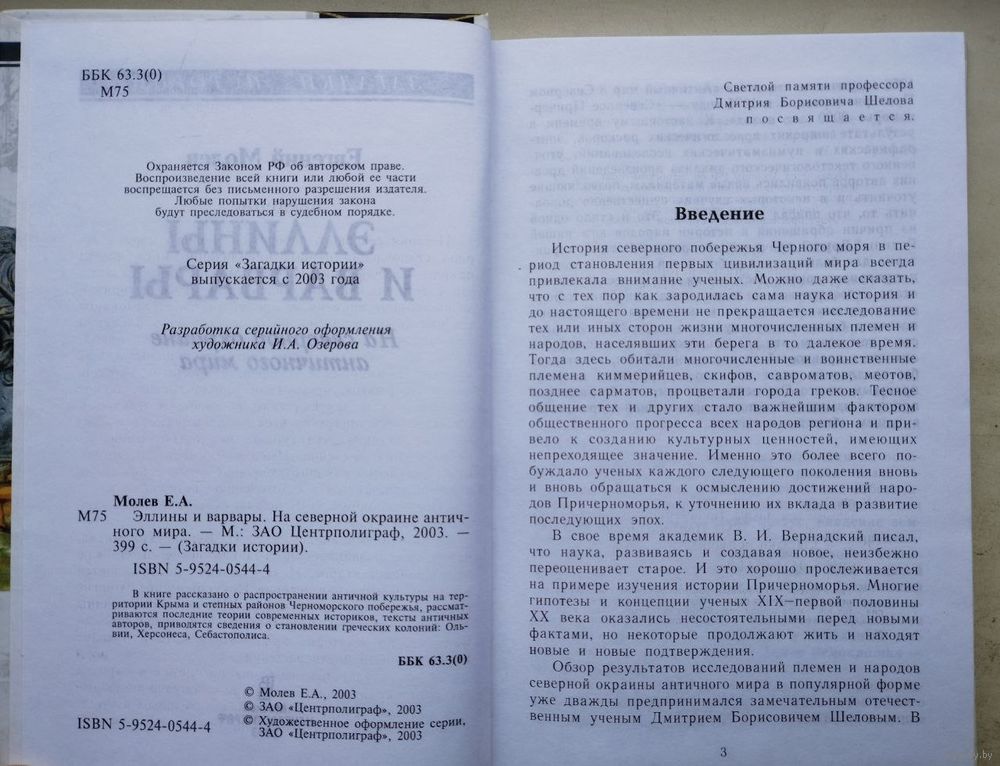 ББК 63.3(0)
М75
Охраняется Законом РФ об авторском праве.
Воспроизведение всей книги или любой ее части
воспрещается без письменного разрешения издателя.
Любые попытки нарушения закона
будут преследоваться в судебном порядке.
Серия «Загадки истории»
выпускается с 2003 года
Разработка серийного оформления
художника И.А. Озерова
Молев Е.А.
М75 Эллины и варвары. На северной окраине антич-
ного мира. — М.: ЗАО Центрполиграф, 2003. —
399 с. — (Загадки истории).
ISBN 5-9524-0544-4
В книге рассказано о распространении античной культуры на тер-
ритории Крыма и степных районов Черноморского побережья, рассмат-
риваются последние теории современных историков, тексты античных
авторов, приводятся сведения о становлении греческих колоний: Оль-
вии, Херсонеса, Себастополиса.
ББК 63.3(0)
© Молев Е.А., 2003
© ЗАО «Центрполиграф», 2003
© Художественное оформление серии,
ЗАО «Центрполиграф», 2003
ISBN 5-9524-0544-4
Светлой памяти профессора
Дмитрия Борисовича Шелова
посвящается.
Введение
История северного побережья Черного моря в пе-
риод становления первых цивилизаций мира всегда
привлекала внимание ученых. Можно даже сказать,
что с тех пор как зародилась сама наука история и
до настоящего времени не прекращается исследование
тех или иных сторон жизни многочисленных племен и
народов, населявших эти берега в то далекое время.
Тогда здесь обитали многочисленные и воинственные
племена киммерийцев, скифов, савроматов, меотов,
позднее сарматов, процветали города греков. Тесное
общение тех и других стало важнейшим фактором
общественного прогресса всех народов региона и при-
вело к созданию культурных ценностей, имеющих
непреходящее значение. Именно это более всего по-
буждало ученых каждого следующего поколения вновь
и вновь обращаться к осмыслению достижений наро-
дов Причерноморья, к уточнению их вклада в развитие
последующих эпох.
В свое время академик В. И. Вернадский писал,
что наука, развиваясь и создавая новое, неизбежно
переоценивает старое. И это хорошо прослеживается
на примере изучения истории Причерноморья. Многие
гипотезы и концепции ученых XIX—первой половины
XX века оказались несостоятельными перед новыми
фактами, но некоторые продолжают жить и находят
новые и новые подтверждения.
Обзор результатов исследований племен и народов
северной окраины античного мира в популярной форме
уже дважды предпринимался замечательным отечест-
венным ученым Дмитрием Борисовичем Шеловым. В
3